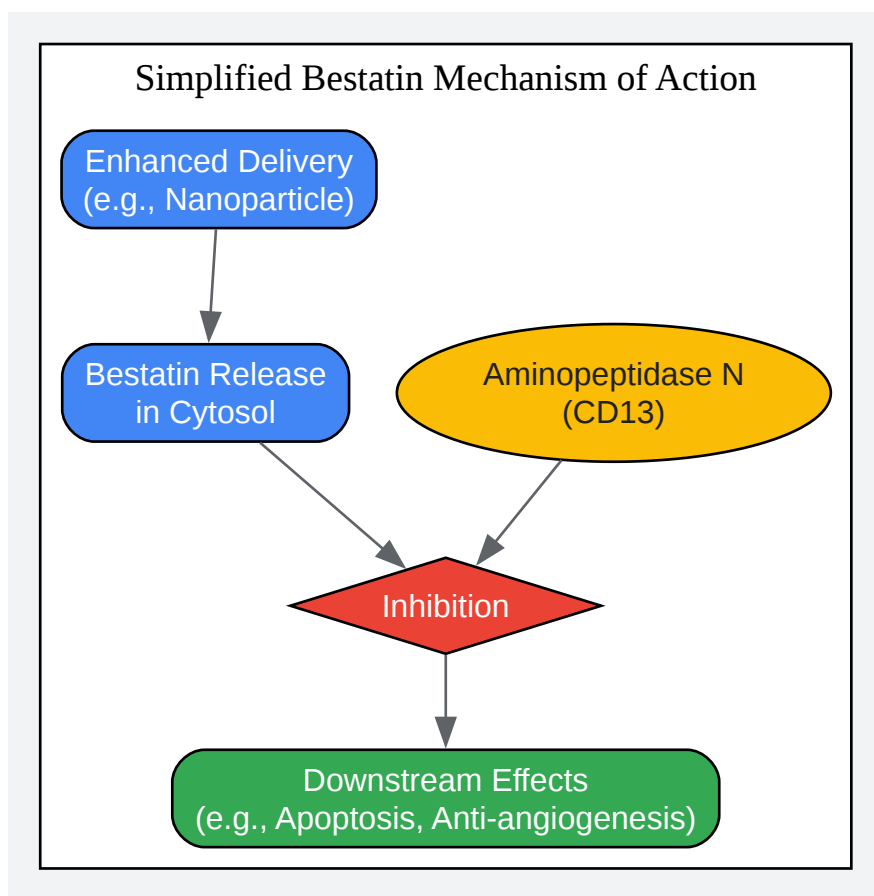 Simplified Bestatin Mechanism of Action
Enhanced Delivery
(e.g., Nanoparticle)
Bestatin Release
in Cytosol
Aminopeptidase N
(CD13)
Inhibition
Downstream Effects
(e.g., Apoptosis, Anti-angiogenesis)